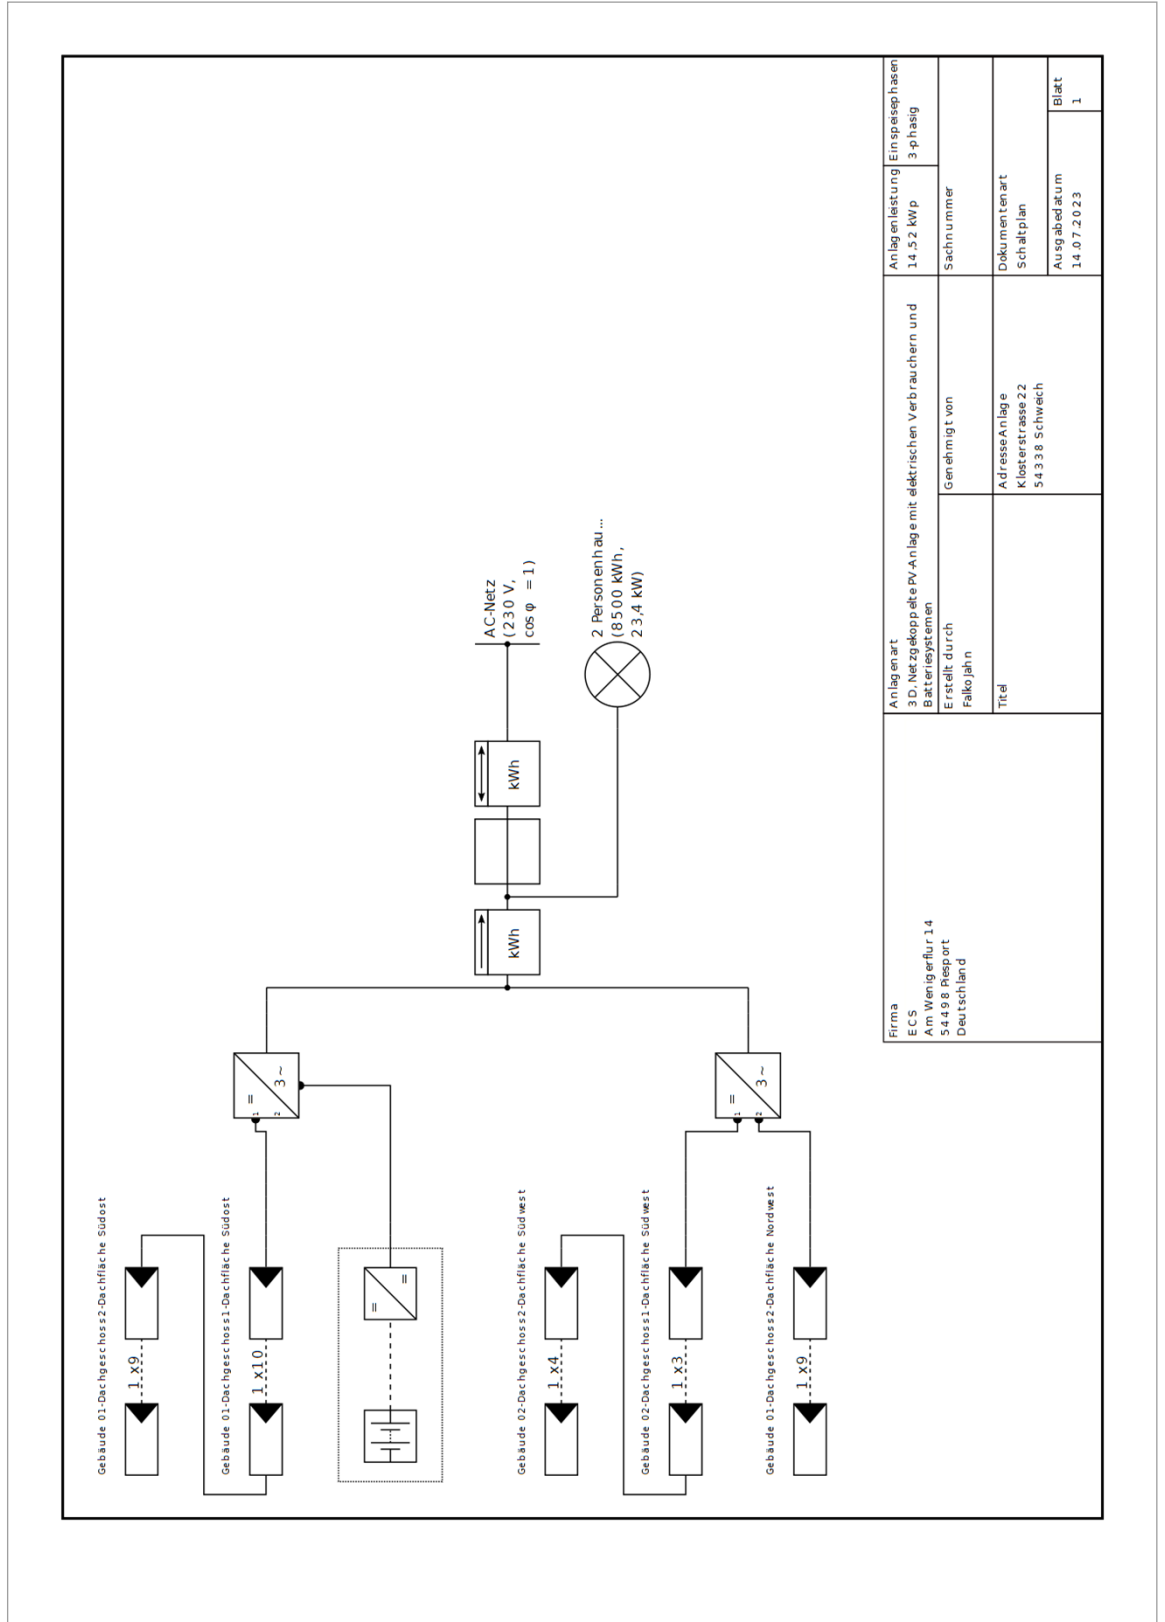 Gebäude 01-Dachgeschoss2-Dachfläche Südost
1 x9
Gebäude 01-Dachgeschoss1-Dachfläche Südost
1 x10
=
3~
1
2
=
=
Gebäude 02-Dachgeschoss2-Dachfläche Südwest
1 x4
Gebäude 02-Dachgeschoss1-Dachfläche Südwest
1 x3
Gebäude 01-Dachgeschoss2-Dachfläche Nordwest
1 x9
=
3~
1
2
kWh
kWh
AC-Netz
(230 V,
cos φ = 1)
2 Personenhau...
(8500 kWh,
23,4 kW)
Firma
ECS
Am Wenigerflur 14
54498 Piesport
Deutschland
Anlagenart
3D, Netzgekoppelte PV-Anlage mit elektrischen Verbrauchern und
Batteriesystemen
Anlagenleistung
14,52 kWp
Einspeisephasen
3-phasig
Erstellt durch
Falko Jahn
Genehmigt von
Sachnummer
Titel
Adresse Anlage
Klosterstrasse 22
54338 Schweich
Dokumentenart
Schaltplan
Ausgabedatum
14.07.2023
Blatt
1